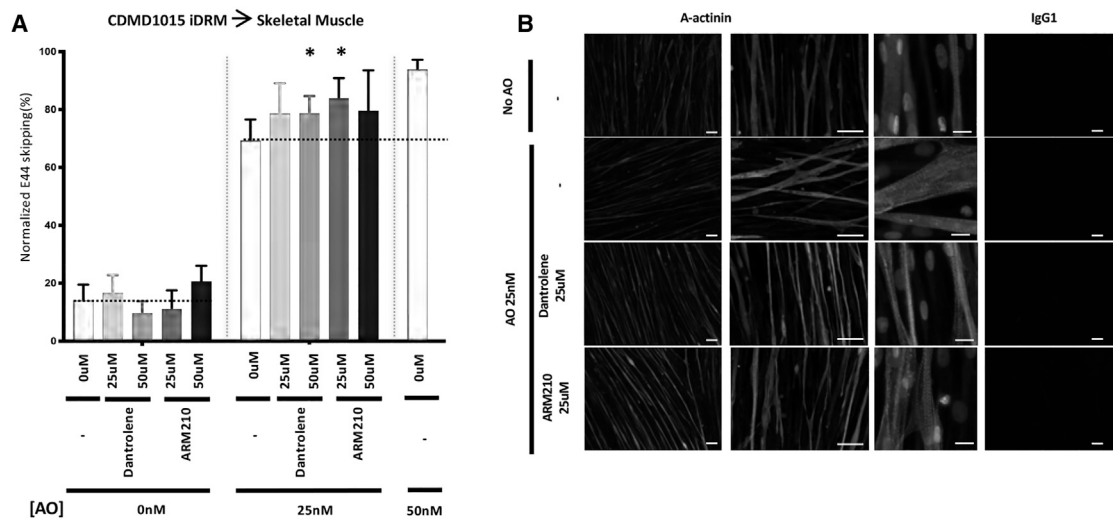 A
CDMD1015 iDRM → Skeletal Muscle
Normalized E44 skipping(%)
100
80
60
40
20
0
* *
0uM 25uM 50uM 25uM 50uM 0uM 25uM 50uM 25uM 50uM 0uM
- Dantrolene ARM210 - Dantrolene ARM210 -
[AO] 0nM 25nM 50nM
B
A-actinin IgG1
No AO -
AO 25nM
-
Dantrolene
25uM
ARM210
25uM